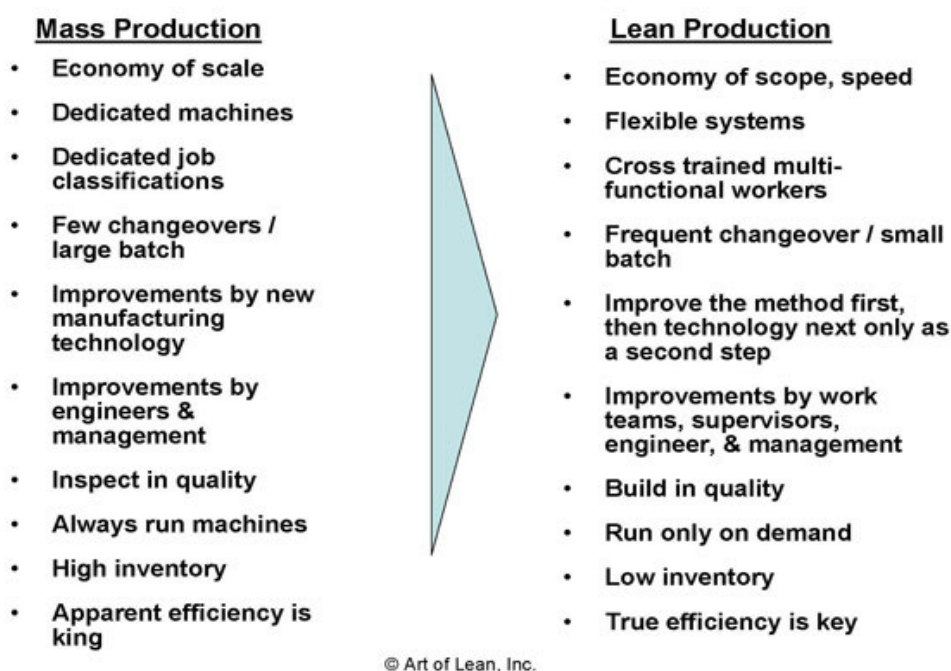 Mass Production
• Economy of scale
• Dedicated machines
• Dedicated job
classifications
• Few changeovers /
large batch
• Improvements by new
manufacturing
technology
• Improvements by
engineers &
management
• Inspect in quality
• Always run machines
• High inventory
• Apparent efficiency is
king
Lean Production
• Economy of scope, speed
• Flexible systems
• Cross trained multi-
functional workers
• Frequent changeover / small
batch
• Improve the method first,
then technology next only as
a second step
• Improvements by work
teams, supervisors,
engineer, & management
• Build in quality
• Run only on demand
• Low inventory
• True efficiency is key
© Art of Lean, Inc.